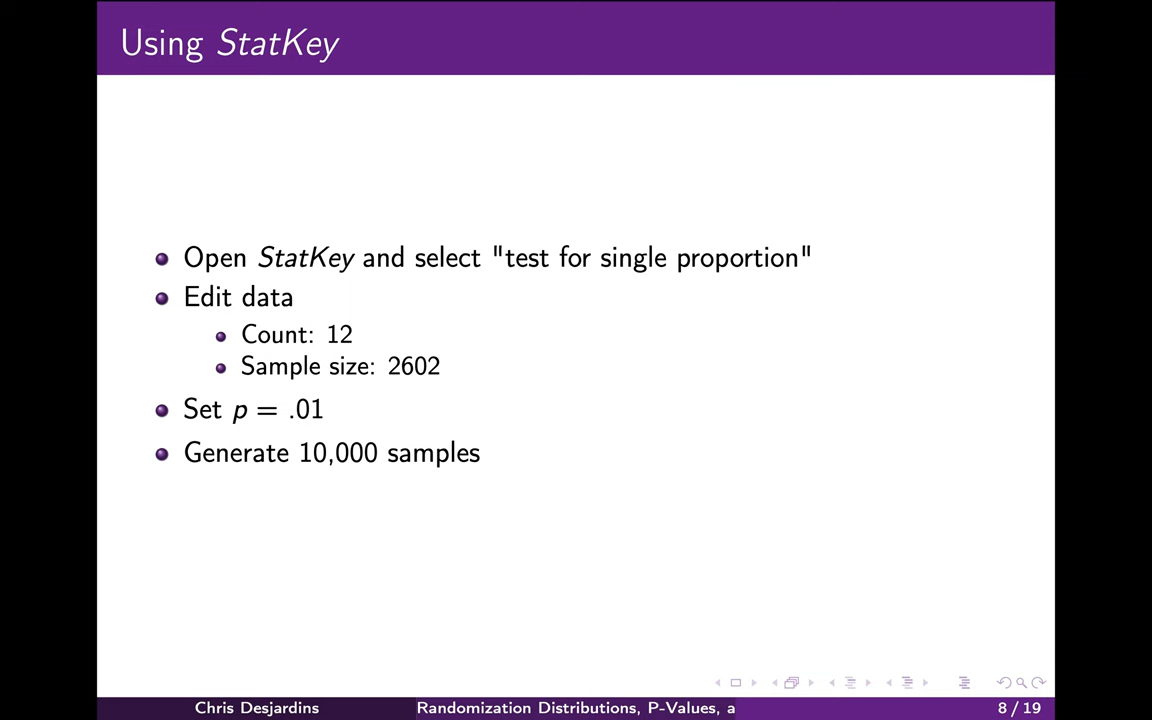 Using StatKey
Open StatKey and select "test for single proportion"
Edit data
Count: 12
Sample size: 2602
Set p = .01
Generate 10,000 samples
Chris Desjardins
Randomization Distributions, P-Values, a
8 / 19